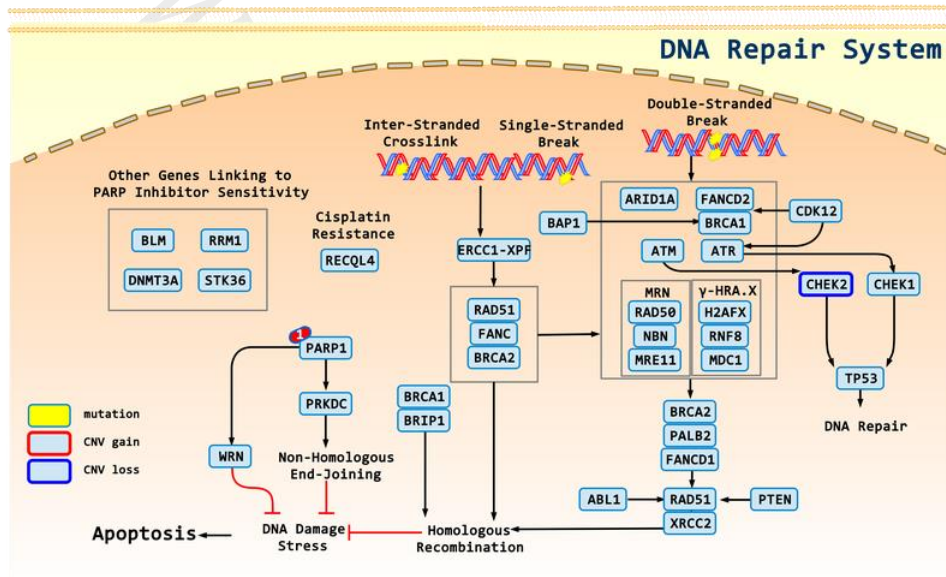 DNA Repair System
Double-Stranded
Break
Inter-Stranded
Crosslink
Single-Stranded
Break
Other Genes Linking to
PARP Inhibitor Sensitivity
BLM
RRM1
DNMT3A
STK36
Cisplatin
Resistance
RECQL4
ERCC1-XPF
BAP1
ARID1A
FANCD2
BRCA1
CDK12
ATM
ATR
CHEK2
CHEK1
RAD51
FANC
BRCA2
MRN
RAD50
NBN
MRE11
γ-HRA.X
H2AFX
RNF8
MDC1
TP53
DNA Repair
1
PARP1
PRKDC
WRN
Non-Homologous
End-Joining
BRCA1
BRIP1
BRCA2
PALB2
FANCD1
ABL1
RAD51
PTEN
XRCC2
mutation
CNV gain
CNV loss
Apoptosis
DNA Damage
Stress
Homologous
Recombination